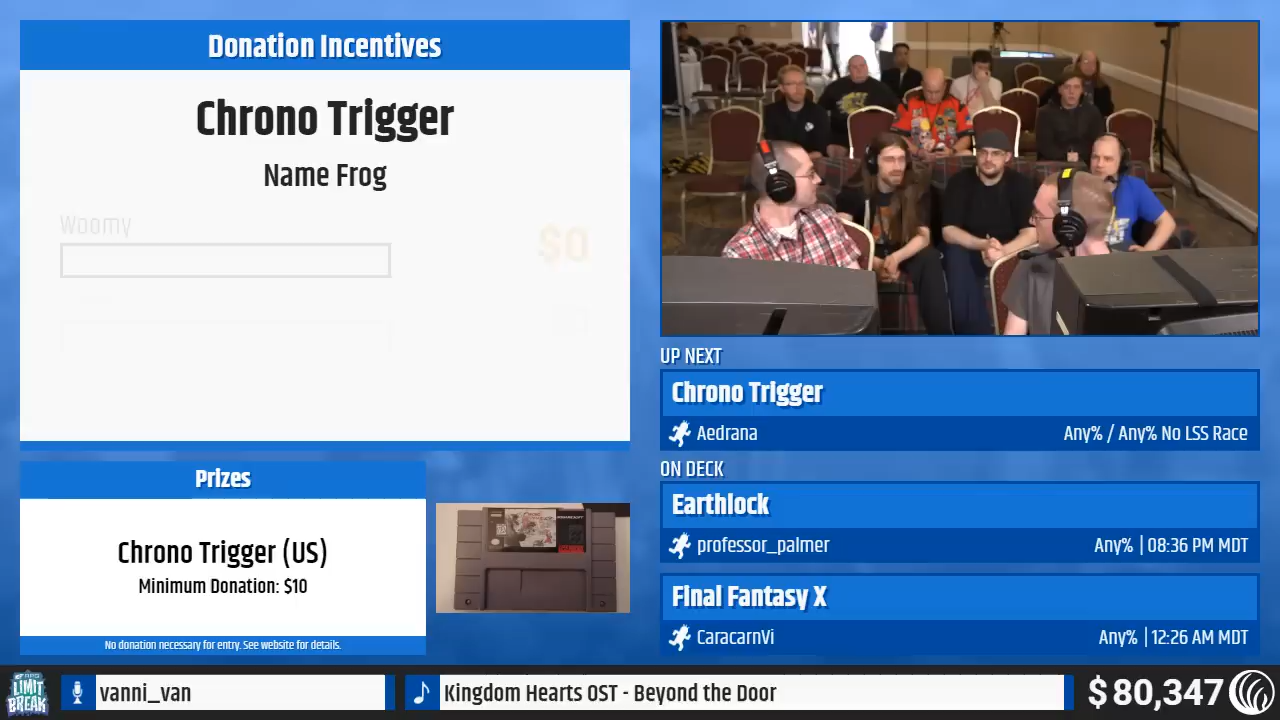 Donation Incentives
Chrono Trigger
Name Frog
Woomy
$0
Prizes
Chrono Trigger (US)
Minimum Donation: $10
No donation necessary for entry. See website for details.
UP NEXT
Chrono Trigger
Aedrana
Any% / Any% No LSS Race
ON DECK
Earthlock
professor_palmer
Any% | 08:36 PM MDT
Final Fantasy X
CaracarnVi
Any% | 12:26 AM MDT
LIMIT
BREAK
vanni_van
Kingdom Hearts OST - Beyond the Door
$80,347